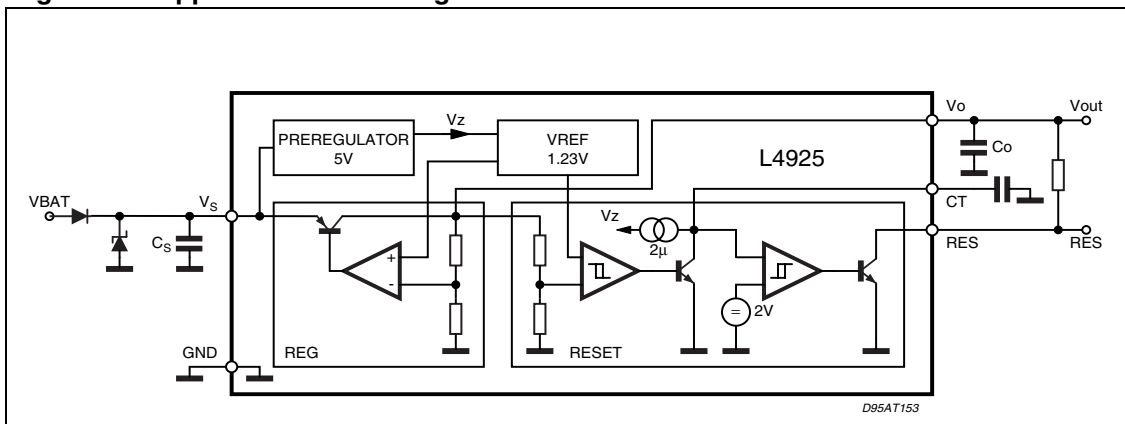 PREREGULATOR
5V
Vz
VREF
1.23V
L4925
Vo
Vout
Co
CT
RES
RES
VBAT
VS
CS
+
-
REG
Vz
2μ
=
2V
RESET
GND
D95AT153